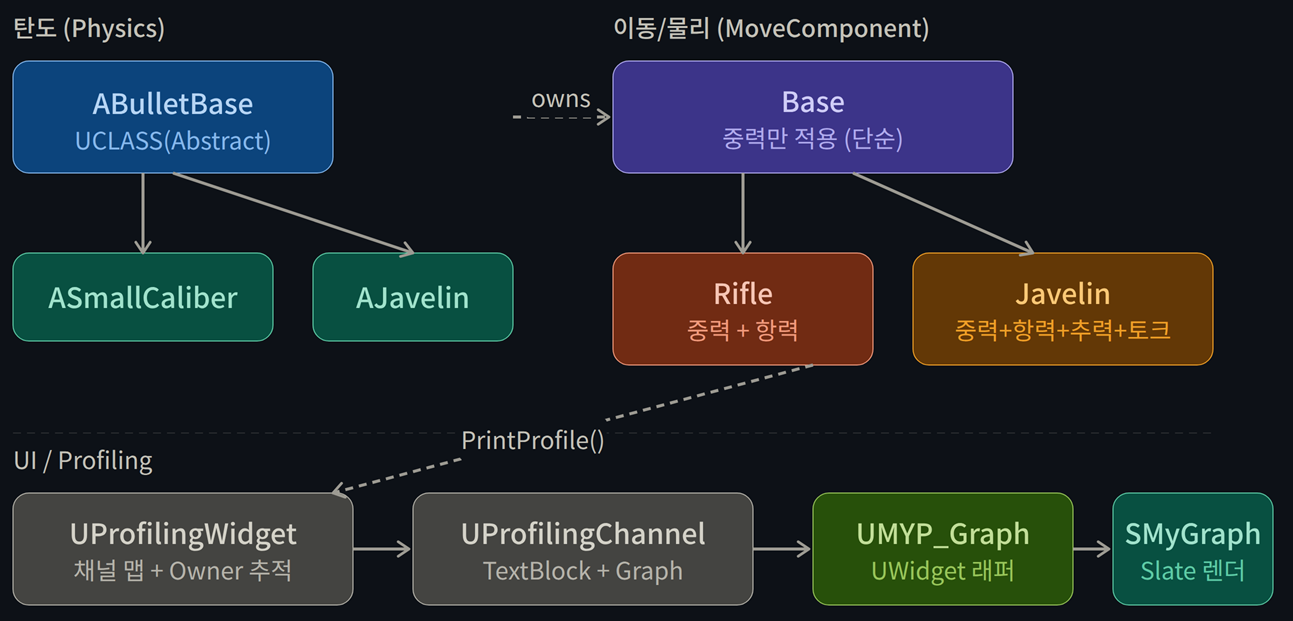 탄도 (Physics)
이동/물리 (MoveComponent)
ABulletBase
UCLASS(Abstract)
owns
Base
중력만 적용 (단순)
ASmallCaliber
AJavelin
Rifle
중력 + 항력
Javelin
중력+항력+추력+토크
PrintProfile()
UI / Profiling
UProfilingWidget
채널 맵 + Owner 추적
UProfilingChannel
TextBlock + Graph
UMYP_Graph
UWidget 래퍼
SMyGraph
Slate 렌더